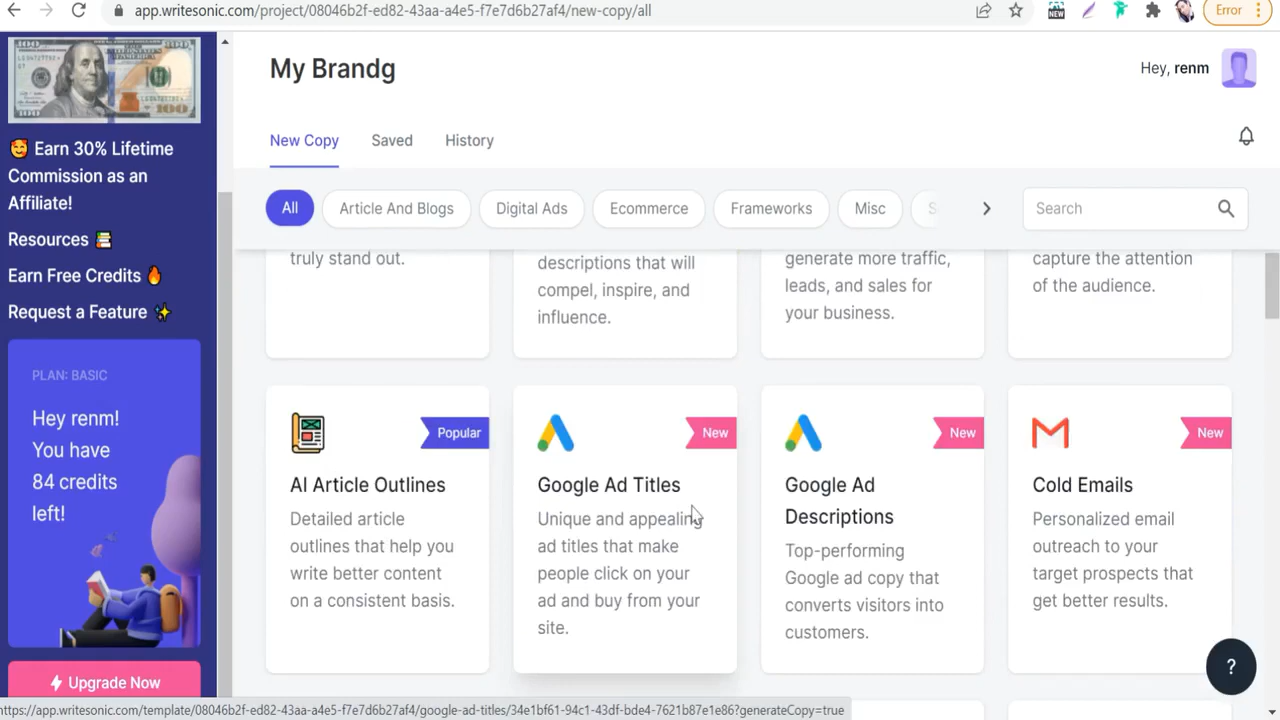 app.writesonic.com/project/08046b2f-ed82-43aa-a4e5-f7e7d6b27af4/new-copy/all
NEW
Error
100
100
🥰 Earn 30% Lifetime
Commission as an
Affiliate!
Resources 📚
Earn Free Credits 🔥
Request a Feature ✨
PLAN: BASIC
Hey renm!
You have
84 credits
left!
Upgrade Now
My Brandg
Hey, renm
New Copy
Saved
History
All
Article And Blogs
Digital Ads
Ecommerce
Frameworks
Misc
S
Search
truly stand out.
descriptions that will
compel, inspire, and
influence.
generate more traffic,
leads, and sales for
your business.
capture the attention
of the audience.
Popular
AI Article Outlines
Detailed article
outlines that help you
write better content
on a consistent basis.
New
Google Ad Titles
Unique and appealing
ad titles that make
people click on your
ad and buy from your
site.
New
Google Ad
Descriptions
Top-performing
Google ad copy that
converts visitors into
customers.
New
Cold Emails
Personalized email
outreach to your
target prospects that
get better results.
?
https://app.writesonic.com/template/08046b2f-ed82-43aa-a4e5-f7e7d6b27af4/google-ad-titles/34e1bf61-94c1-43df-bde4-7621b87e1e86?generateCopy=true